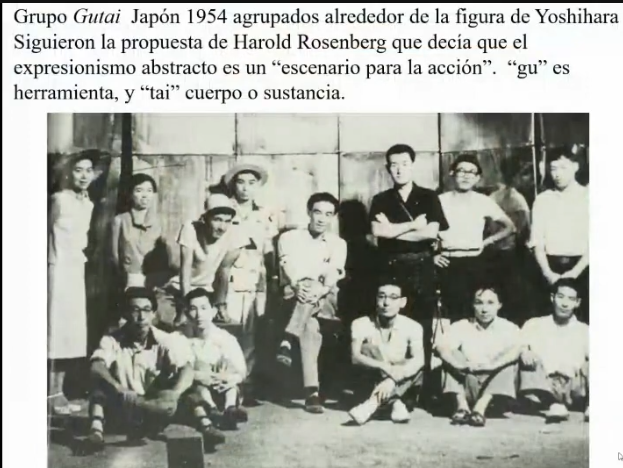 Grupo Gutai Japón 1954 agrupados alrededor de la figura de Yoshihara
Siguieron la propuesta de Harold Rosenberg que decía que el
expresionismo abstracto es un “escenario para la acción”. “gu” es
herramienta, y “tai” cuerpo o sustancia.